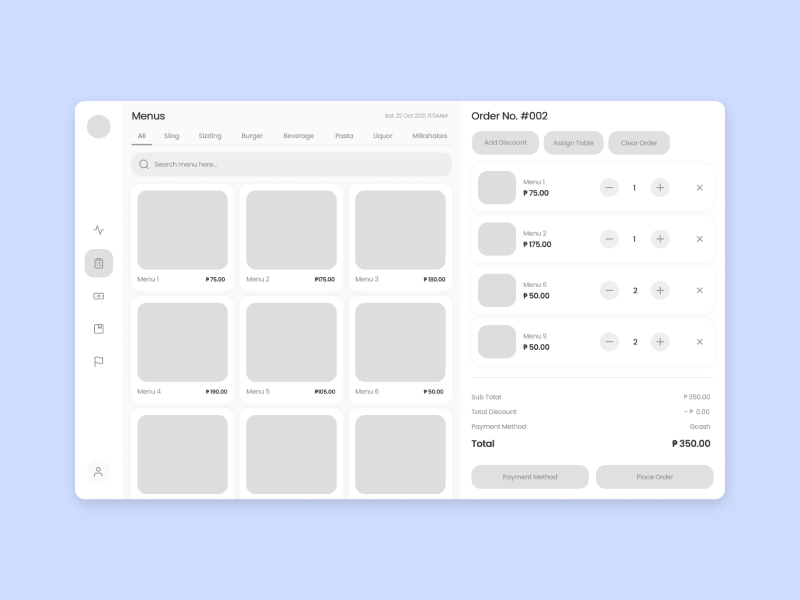 Menus
Sat, 22 Oct 2021, 11:04AM
All Silog Sizzling Burger Beverage Pasta Liquor Milkshakes
Search menu here...
Menu 1 ₱ 75.00
Menu 2 ₱175.00
Menu 3 ₱ 180.00
Menu 4 ₱ 190.00
Menu 5 ₱105.00
Menu 6 ₱ 50.00
Order No. #002
Add Discount
Assign Table
Clear Order
Menu 1
₱ 75.00
1
Menu 2
₱ 175.00
1
Menu 6
₱ 50.00
2
Menu 9
₱ 50.00
2
Sub Total ₱ 350.00
Total Discount - ₱ 0.00
Payment Method Gcash
Total ₱ 350.00
Payment Method
Place Order